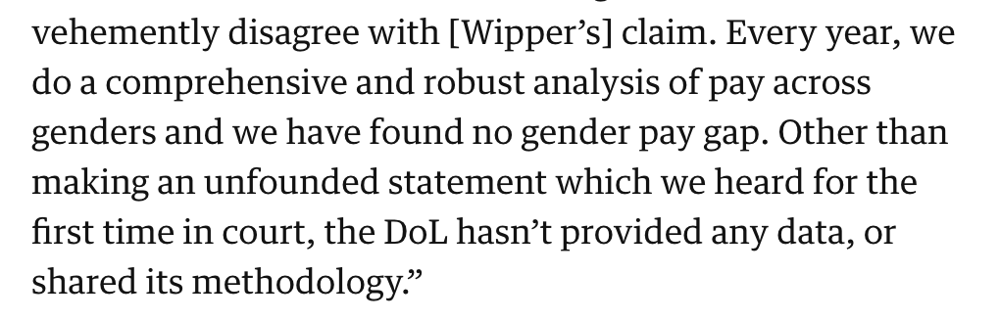 vehemently disagree with [Wipper’s] claim. Every year, we
do a comprehensive and robust analysis of pay across
genders and we have found no gender pay gap. Other than
making an unfounded statement which we heard for the
first time in court, the DoL hasn’t provided any data, or
shared its methodology.”